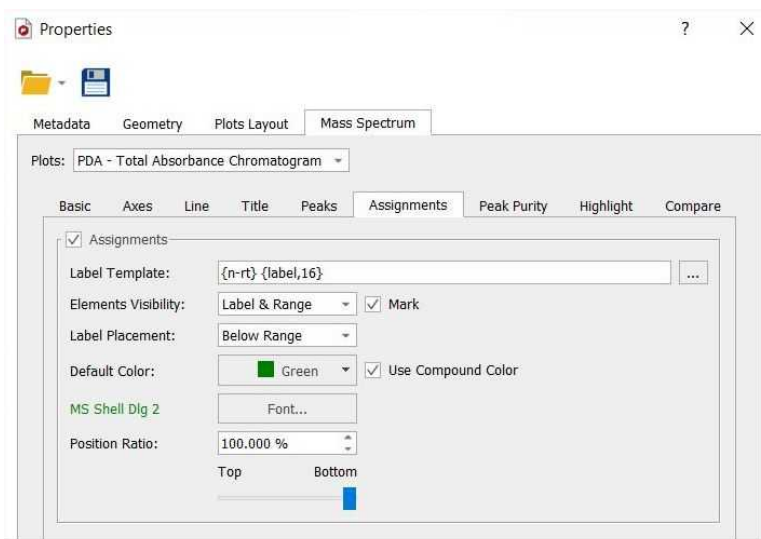 Properties ?
Metadata Geometry Plots Layout Mass Spectrum
Plots: PDA - Total Absorbance Chromatogram
Basic Axes Line Title Peaks Assignments Peak Purity Highlight Compare
Assignments
Label Template: {n-rt} {label,16} ...
Elements Visibility: Label & Range Mark
Label Placement: Below Range
Default Color: Green Use Compound Color
MS Shell Dlg 2 Font...
Position Ratio: 100.000 %
Top Bottom